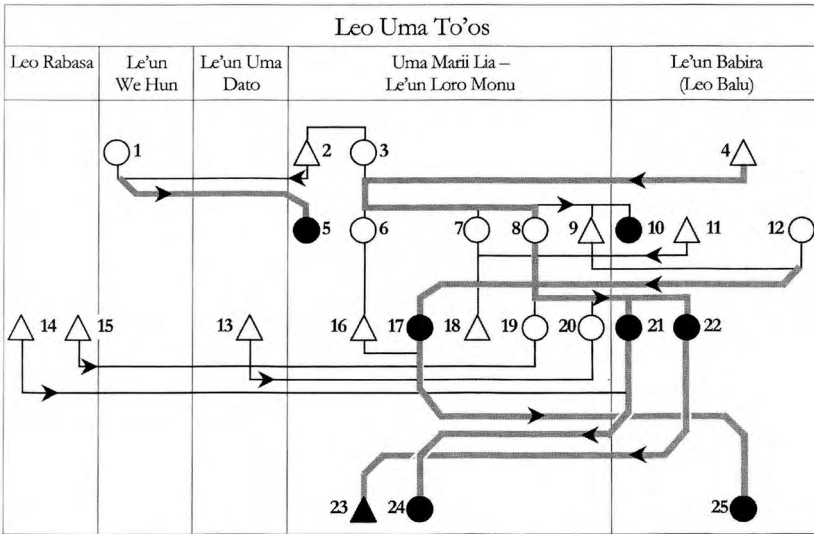 Leo Uma To'os
Leo Rabasa
Le'un
We Hun
Le'un Uma
Dato
Uma Marii Lia –
Le'un Loro Monu
Le'un Babira
(Leo Balu)
1 2 3 4
5 6 7 8 9 10 11 12
14 15 13 16 17 18 19 20 21 22
23 24 25